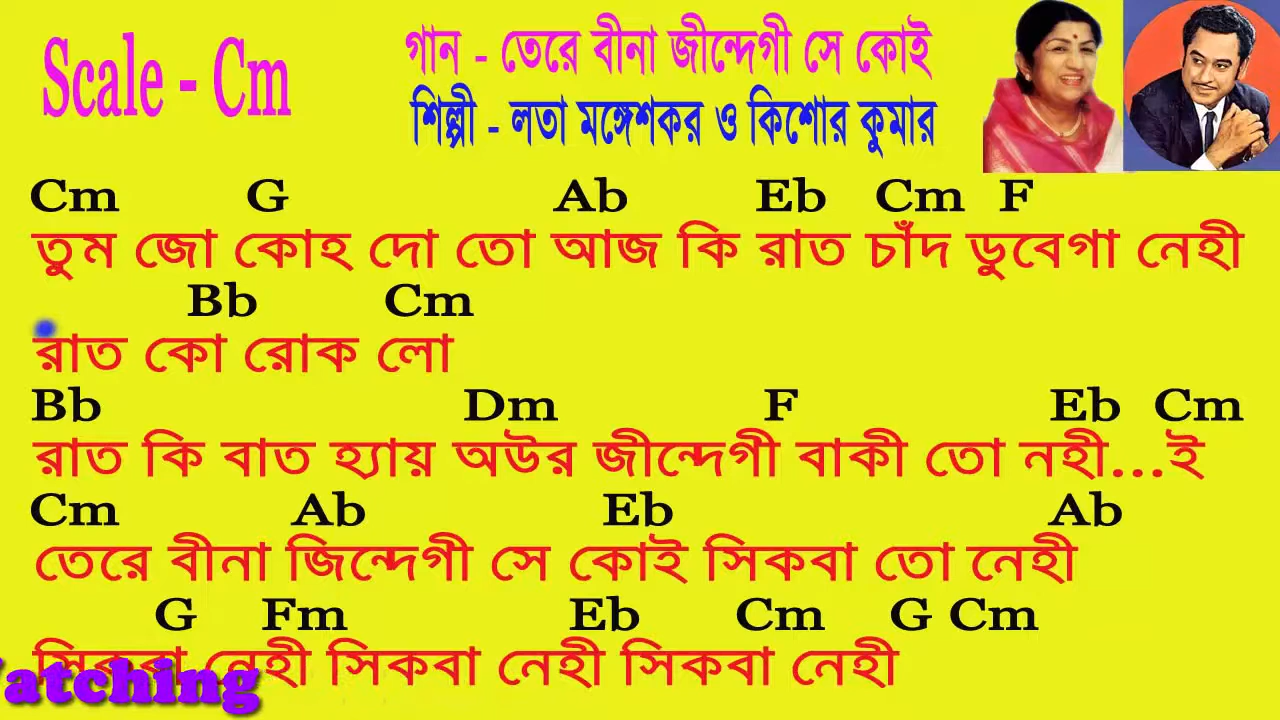 Scale - Cm
গান - তেরে বীনা জীন্দেগী সে কোই
শিল্পী - লতা মঙ্গেশকর ও কিশোর কুমার
Cm G Ab Eb Cm F
তুম জো কোহ দো তো আজ কি রাত চাঁদ ডুবেগা নেহী
Bb Cm
রাত কো রোক লো
Bb Dm F Eb Cm
রাত কি বাত হ্যায় অউর জীন্দেগী বাকী তো নহী...ই
Cm Ab Eb Ab
তেরে বীনা জিন্দেগী সে কোই সিকবা তো নেহী
G Fm Eb Cm G Cm
সিকবা নেহী সিকবা নেহী সিকবা নেহী
atching